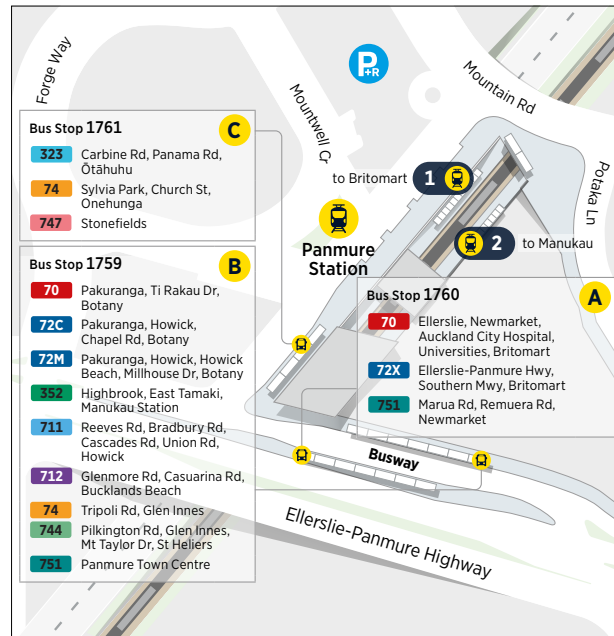 Forge Way
Mountwell Cr
P+R
Mountain Rd
Potaka Ln
Bus Stop 1761
C
323 Carbine Rd, Panama Rd,
Ōtāhuhu
74 Sylvia Park, Church St,
Onehunga
747 Stonefields
to Britomart 1
2 to Manukau
Panmure
Station
Bus Stop 1759
B
70 Pakuranga, Ti Rakau Dr,
Botany
72C Pakuranga, Howick,
Chapel Rd, Botany
72M Pakuranga, Howick, Howick
Beach, Millhouse Dr, Botany
352 Highbrook, East Tamaki,
Manukau Station
711 Reeves Rd, Bradbury Rd,
Cascades Rd, Union Rd,
Howick
712 Glenmore Rd, Casuarina Rd,
Bucklands Beach
74 Tripoli Rd, Glen Innes
744 Pilkington Rd, Glen Innes,
Mt Taylor Dr, St Heliers
751 Panmure Town Centre
Bus Stop 1760
A
70 Ellerslie, Newmarket,
Auckland City Hospital,
Universities, Britomart
72X Ellerslie-Panmure Hwy,
Southern Mwy, Britomart
751 Marua Rd, Remuera Rd,
Newmarket
Busway
Ellerslie-Panmure Highway